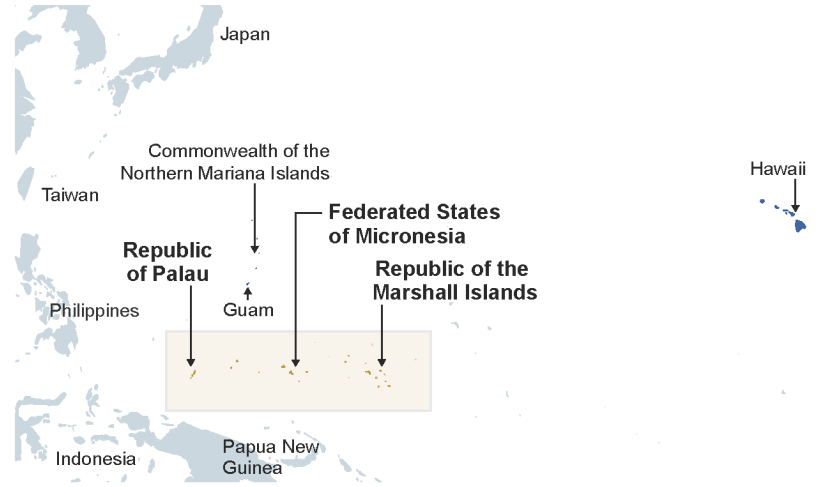 Japan
Commonwealth of the
Northern Mariana Islands
Hawaii
Taiwan
Federated States
of Micronesia
Republic
of Palau
Republic of the
Marshall Islands
Philippines
Guam
Papua New
Guinea
Indonesia